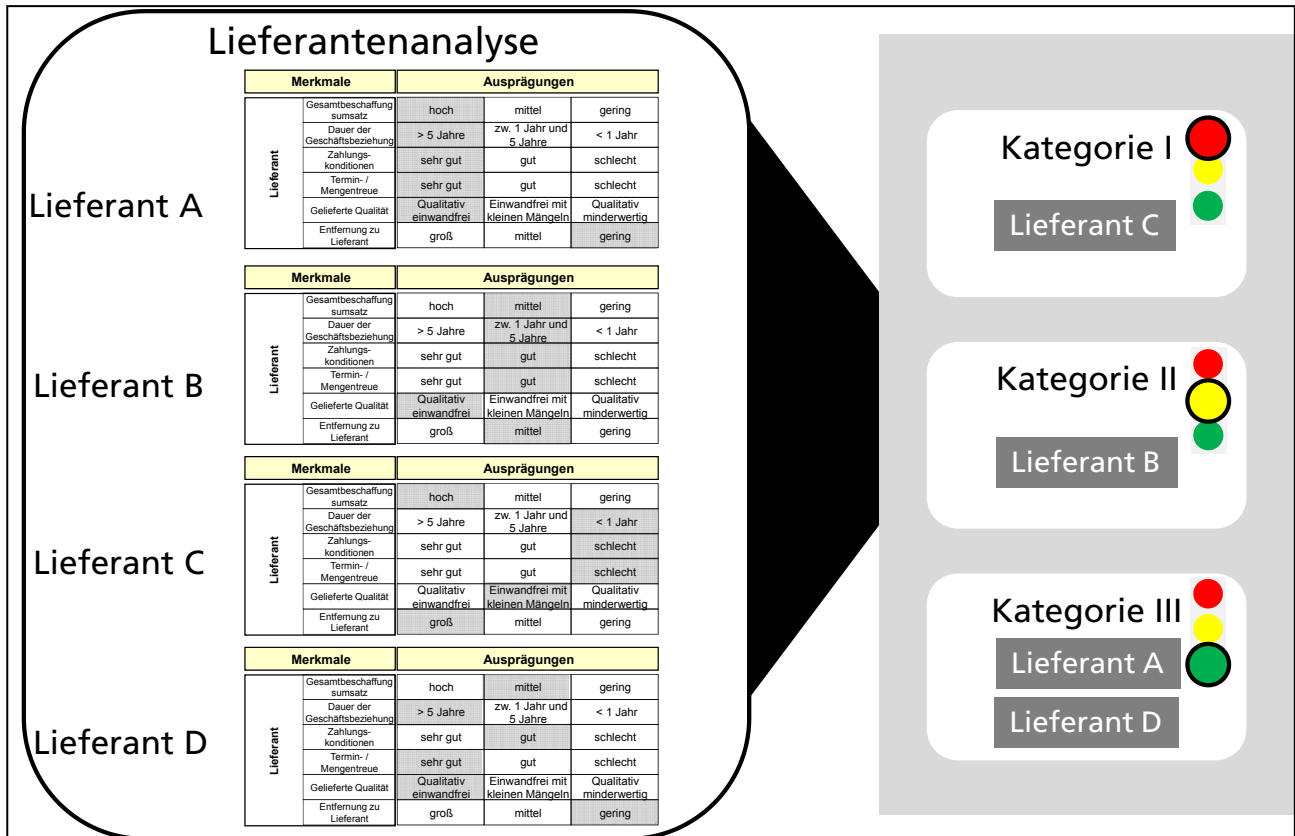 Lieferantenanalyse
Merkmale Ausprägungen
Lieferant
Gesamtbeschaffung
sumsatz hoch mittel gering
Dauer der
Geschäftsbeziehung > 5 Jahre zw. 1 Jahr und
5 Jahre < 1 Jahr
Zahlungs-
konditionen sehr gut gut schlecht
Termin- /
Mengentreue sehr gut gut schlecht
Gelieferte Qualität Qualitativ
einwandfrei Einwandfrei mit
kleinen Mängeln Qualitativ
minderwertig
Entfernung zu
Lieferant groß mittel gering
Lieferant A
Merkmale Ausprägungen
Lieferant
Gesamtbeschaffung
sumsatz hoch mittel gering
Dauer der
Geschäftsbeziehung > 5 Jahre zw. 1 Jahr und
5 Jahre < 1 Jahr
Zahlungs-
konditionen sehr gut gut schlecht
Termin- /
Mengentreue sehr gut gut schlecht
Gelieferte Qualität Qualitativ
einwandfrei Einwandfrei mit
kleinen Mängeln Qualitativ
minderwertig
Entfernung zu
Lieferant groß mittel gering
Lieferant B
Merkmale Ausprägungen
Lieferant
Gesamtbeschaffung
sumsatz hoch mittel gering
Dauer der
Geschäftsbeziehung > 5 Jahre zw. 1 Jahr und
5 Jahre < 1 Jahr
Zahlungs-
konditionen sehr gut gut schlecht
Termin- /
Mengentreue sehr gut gut schlecht
Gelieferte Qualität Qualitativ
einwandfrei Einwandfrei mit
kleinen Mängeln Qualitativ
minderwertig
Entfernung zu
Lieferant groß mittel gering
Lieferant C
Merkmale Ausprägungen
Lieferant
Gesamtbeschaffung
sumsatz hoch mittel gering
Dauer der
Geschäftsbeziehung > 5 Jahre zw. 1 Jahr und
5 Jahre < 1 Jahr
Zahlungs-
konditionen sehr gut gut schlecht
Termin- /
Mengentreue sehr gut gut schlecht
Gelieferte Qualität Qualitativ
einwandfrei Einwandfrei mit
kleinen Mängeln Qualitativ
minderwertig
Entfernung zu
Lieferant groß mittel gering
Lieferant D
Kategorie I
Lieferant C
Kategorie II
Lieferant B
Kategorie III
Lieferant A
Lieferant D